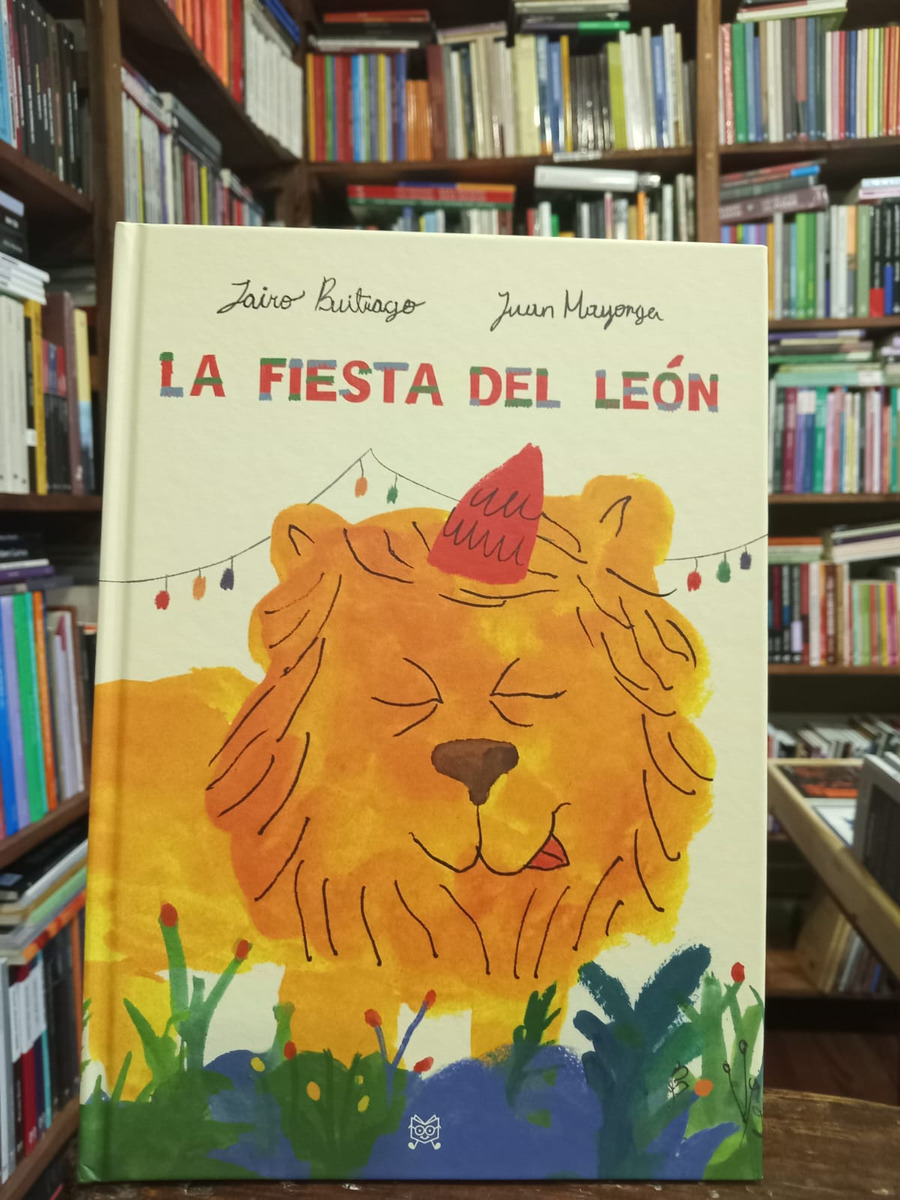 Jairo Buitrago Juan Mayorga
LA FIESTA DEL LEÓN